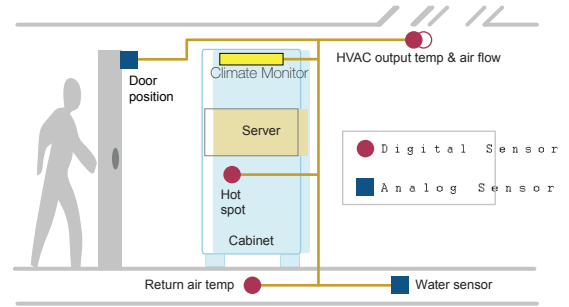 HVAC output temp & air flow
Door
position
Climate Monitor
Server
Digital Sensor
Analog Sensor
Hot
spot
Cabinet
Return air temp
Water sensor